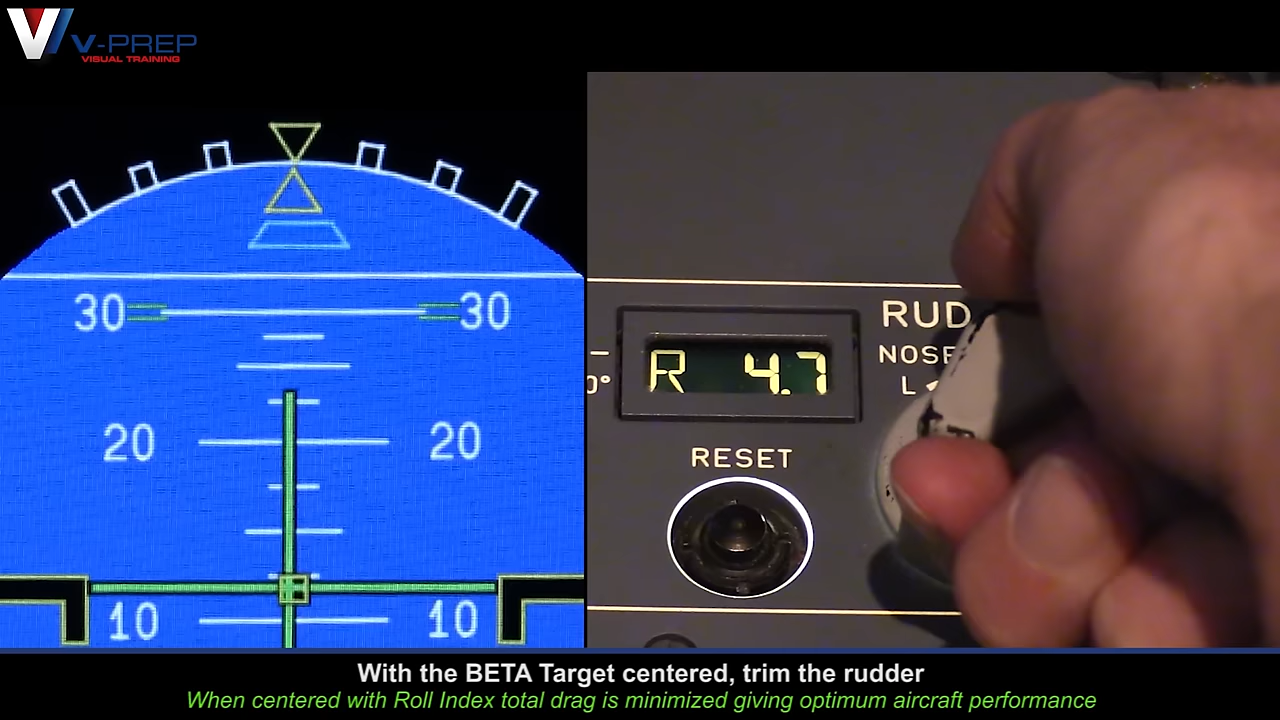 V-PREP
VISUAL TRAINING
30 30
20 20
10 10
RUD
NOSE
0°
R 4.7
L
RESET
With the BETA Target centered, trim the rudder
When centered with Roll Index total drag is minimized giving optimum aircraft performance